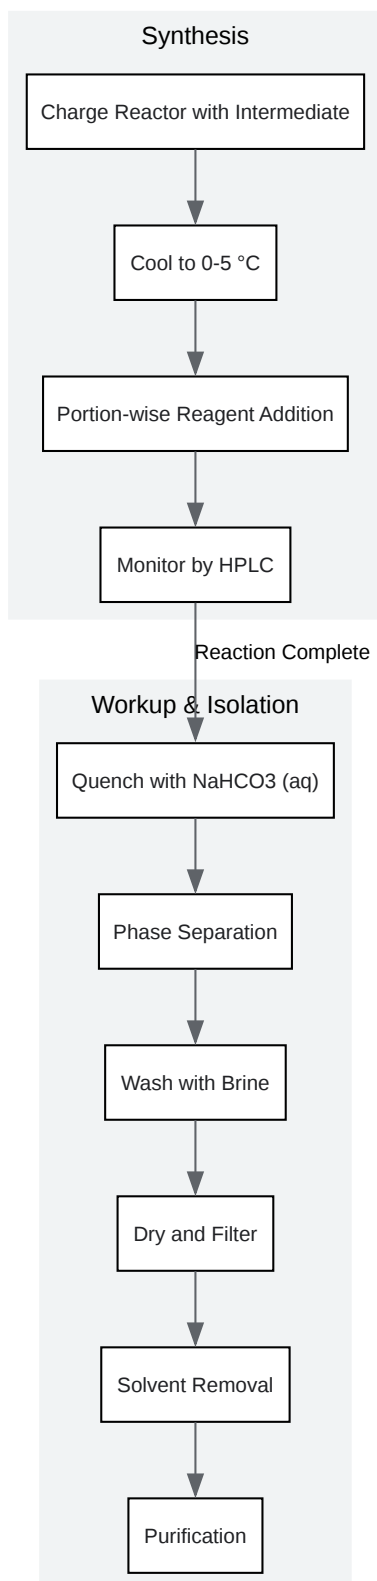 Synthesis
Charge Reactor with Intermediate
Cool to 0-5 °C
Portion-wise Reagent Addition
Monitor by HPLC
Reaction Complete
Workup & Isolation
Quench with NaHCO3 (aq)
Phase Separation
Wash with Brine
Dry and Filter
Solvent Removal
Purification